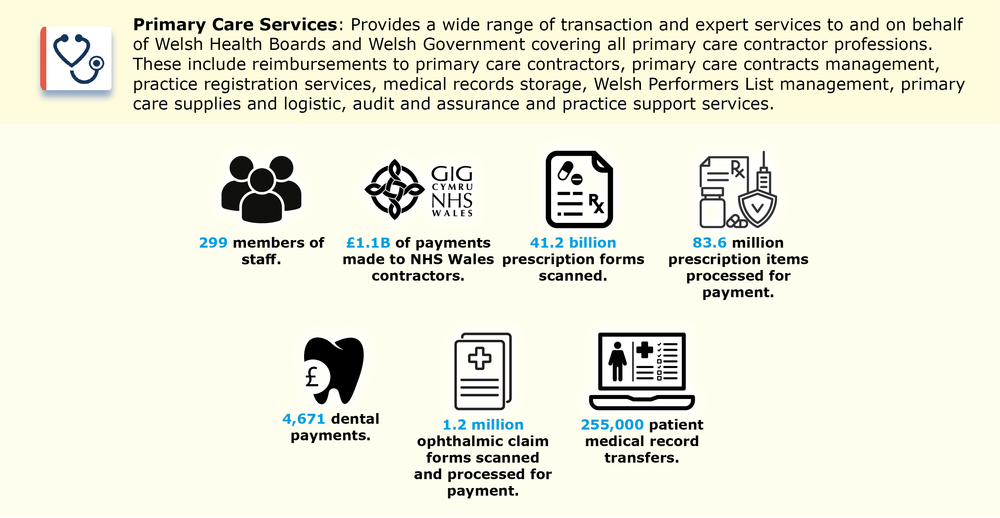 Primary Care Services: Provides a wide range of transaction and expert services to and on behalf
of Welsh Health Boards and Welsh Government covering all primary care contractor professions.
These include reimbursements to primary care contractors, primary care contracts management,
practice registration services, medical records storage, Welsh Performers List management, primary
care supplies and logistic, audit and assurance and practice support services.
GIG
CYMRU
NHS
WALES
Rx
Rx
299 members of
staff.
£1.1B of payments
made to NHS Wales
contractors.
41.2 billion
prescription forms
scanned.
83.6 million
prescription items
processed for
payment.
£
4,671 dental
payments.
1.2 million
ophthalmic claim
forms scanned
and processed for
payment.
255,000 patient
medical record
transfers.